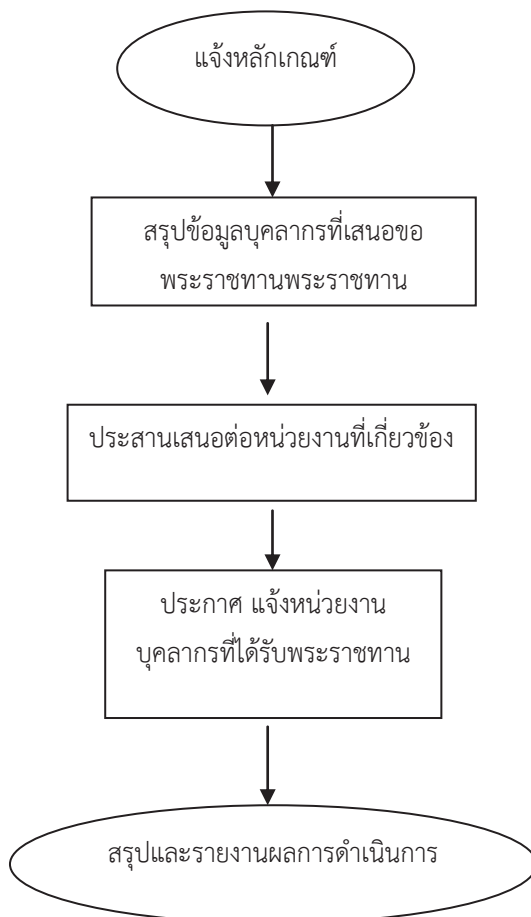 แจ้งหลักเกณฑ์
สรุปข้อมูลบุคลากรที่เสนอขอ
พระราชทานพระราชทาน
ประสานเสนอต่อหน่วยงานที่เกี่ยวข้อง
ประกาศ แจ้งหน่วยงาน
บุคลากรที่ได้รับพระราชทาน
สรุปและรายงานผลการดำเนินการ